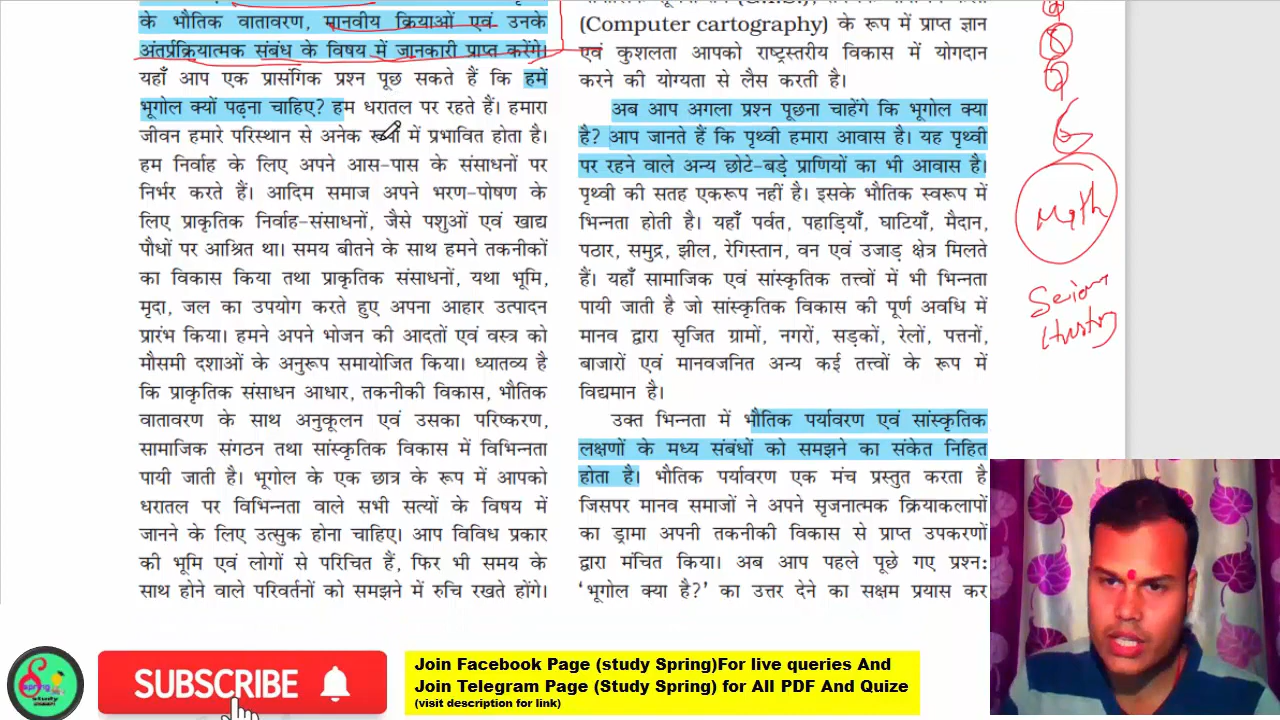 के भौतिक वातावरण, मानवीय क्रियाओं एवं उनके
अंतर्प्रक्रियात्मक संबंध के विषय में जानकारी प्राप्त करेंगे।
यहाँ आप एक प्रासंगिक प्रश्न पूछ सकते हैं कि हमें
भूगोल क्यों पढ़ना चाहिए? हम धरातल पर रहते हैं। हमारा
जीवन हमारे परिस्थान से अनेक रूपों में प्रभावित होता है।
हम निर्वाह के लिए अपने आस-पास के संसाधनों पर
निर्भर करते हैं। आदिम समाज अपने भरण-पोषण के
लिए प्राकृतिक निर्वाह-संसाधनों, जैसे पशुओं एवं खाद्य
पौधों पर आश्रित था। समय बीतने के साथ हमने तकनीकों
का विकास किया तथा प्राकृतिक संसाधनों, यथा भूमि,
मृदा, जल का उपयोग करते हुए अपना आहार उत्पादन
प्रारंभ किया। हमने अपने भोजन की आदतों एवं वस्त्र को
मौसमी दशाओं के अनुरूप समायोजित किया। ध्यातव्य है
कि प्राकृतिक संसाधन आधार, तकनीकी विकास, भौतिक
वातावरण के साथ अनुकूलन एवं उसका परिष्करण,
सामाजिक संगठन तथा सांस्कृतिक विकास में विभिन्नता
पायी जाती है। भूगोल के एक छात्र के रूप में आपको
धरातल पर विभिन्नता वाले सभी सत्यों के विषय में
जानने के लिए उत्सुक होना चाहिए। आप विविध प्रकार
की भूमि एवं लोगों से परिचित हैं, फिर भी समय के
साथ होने वाले परिवर्तनों को समझने में रुचि रखते होंगे।
(Computer cartography) के रूप में प्राप्त ज्ञान
एवं कुशलता आपको राष्ट्रस्तरीय विकास में योगदान
करने की योग्यता से लैस करती है।
अब आप अगला प्रश्न पूछना चाहेंगे कि भूगोल क्या
है? आप जानते हैं कि पृथ्वी हमारा आवास है। यह पृथ्वी
पर रहने वाले अन्य छोटे-बड़े प्राणियों का भी आवास है।
पृथ्वी की सतह एकरूप नहीं है। इसके भौतिक स्वरूप में
भिन्नता होती है। यहाँ पर्वत, पहाड़ियाँ, घाटियाँ, मैदान,
पठार, समुद्र, झील, रेगिस्तान, वन एवं उजाड़ क्षेत्र मिलते
हैं। यहाँ सामाजिक एवं सांस्कृतिक तत्त्वों में भी भिन्नता
पायी जाती है जो सांस्कृतिक विकास की पूर्ण अवधि में
मानव द्वारा सृजित ग्रामों, नगरों, सड़कों, रेलों, पत्तनों,
बाजारों एवं मानवजनित अन्य कई तत्त्वों के रूप में
विद्यमान है।
उक्त भिन्नता में भौतिक पर्यावरण एवं सांस्कृतिक
लक्षणों के मध्य संबंधों को समझने का संकेत निहित
होता है। भौतिक पर्यावरण एक मंच प्रस्तुत करता है
जिसपर मानव समाजों ने अपने सृजनात्मक क्रियाकलापों
का ड्रामा अपनी तकनीकी विकास से प्राप्त उपकरणों
द्वारा मंचित किया। अब आप पहले पूछे गए प्रश्न:
‘भूगोल क्या है?’ का उत्तर देने का सक्षम प्रयास कर
Math
SUBSCRIBE
Join Facebook Page (study Spring)For live queries And
Join Telegram Page (Study Spring) for All PDF And Quize
(visit description for link)